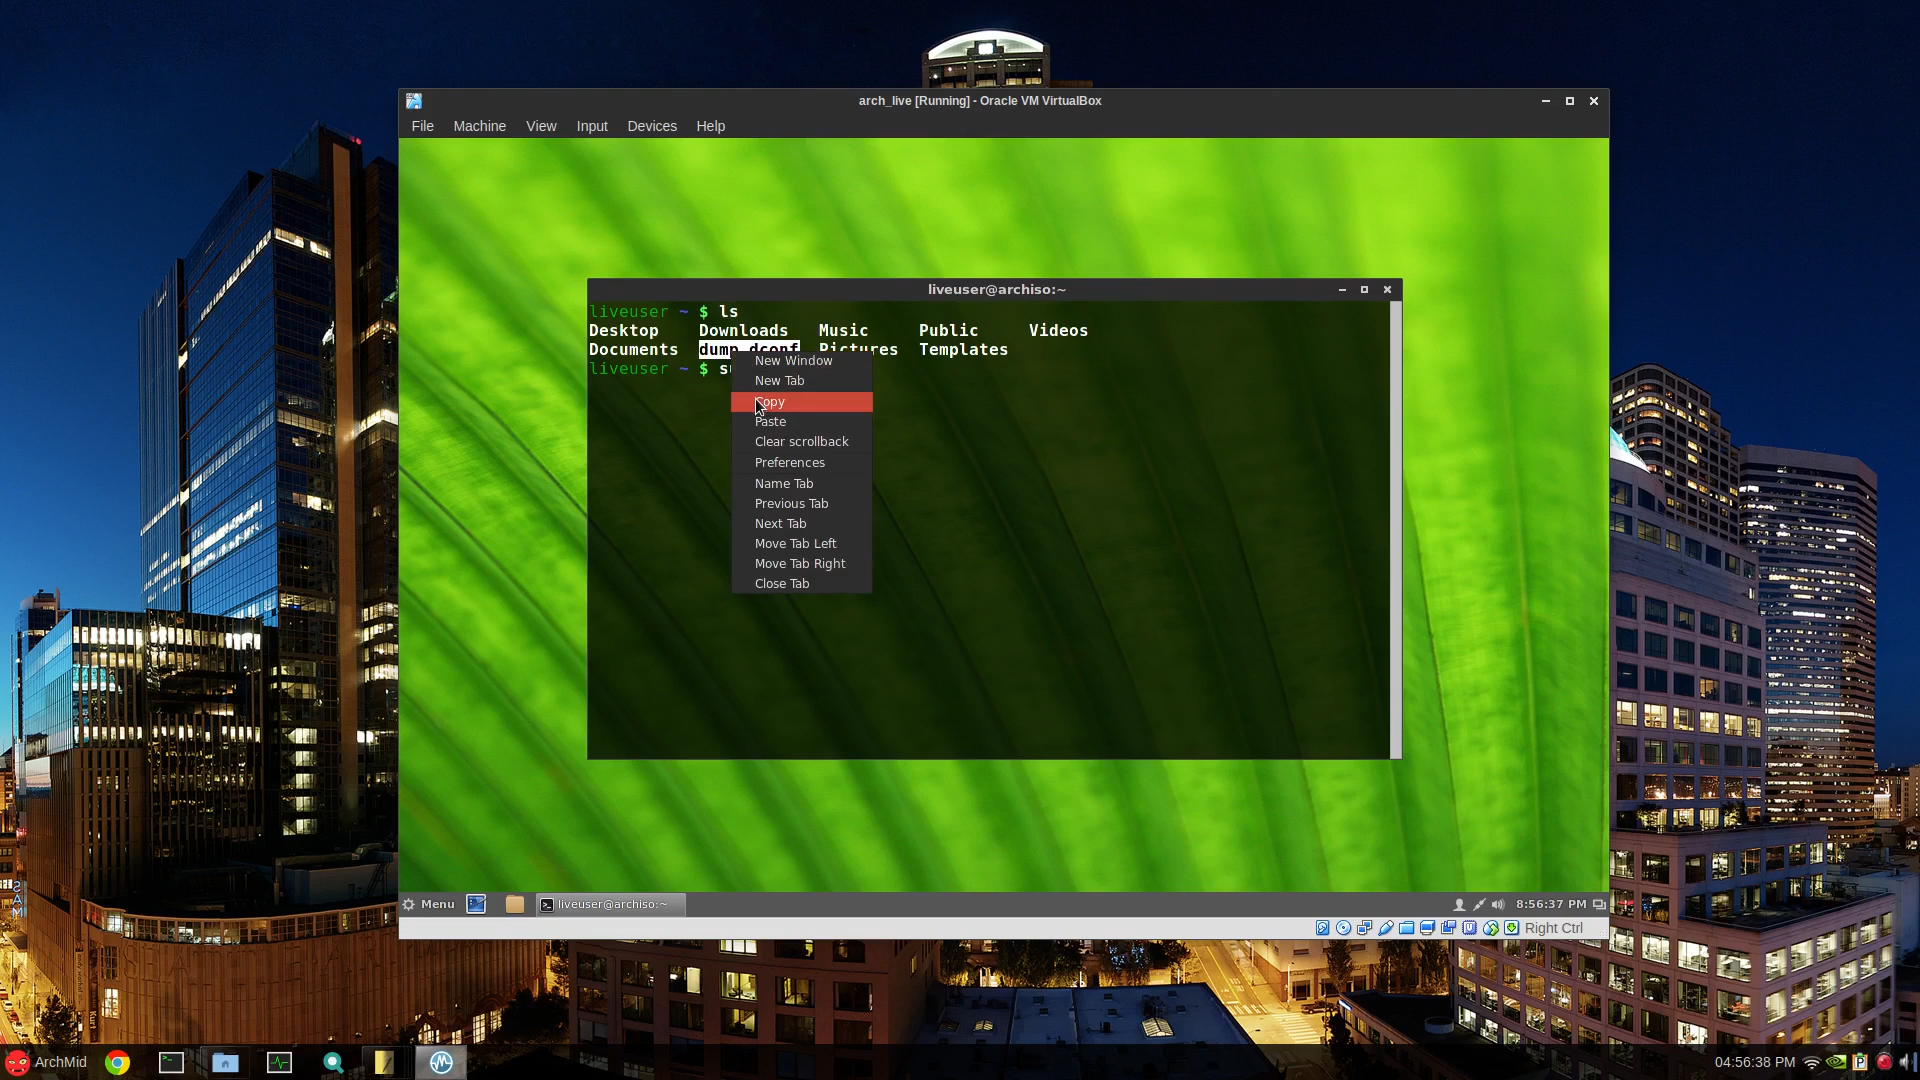 arch_live [Running] - Oracle VM VirtualBox
File Machine View Input Devices Help
liveuser@archiso:~
liveuser ~ $ ls
Desktop Downloads Music Public Videos
Documents dump_dconf Pictures Templates
liveuser ~ $
New Window
New Tab
Copy
Paste
Clear scrollback
Preferences
Name Tab
Previous Tab
Next Tab
Move Tab Left
Move Tab Right
Close Tab
Menu liveuser@archiso:~ 8:56:37 PM
Right Ctrl
ArchMid 04:56:38 PM